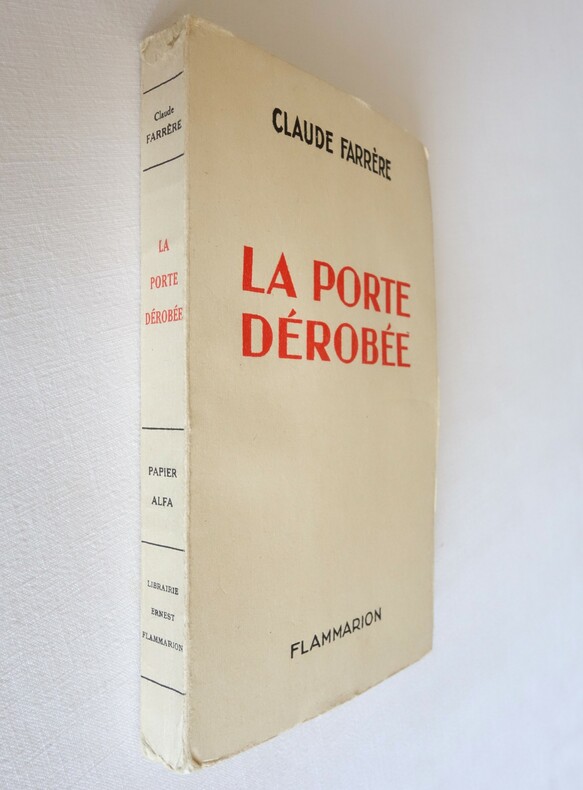 Claude
FARRÈRE
LA
PORTE
DÉROBÉE
PAPIER
ALFA
LIBRAIRIE
ERNEST
FLAMMARION
CLAUDE FARRÈRE
LA PORTE
DÉROBÉE
FLAMMARION